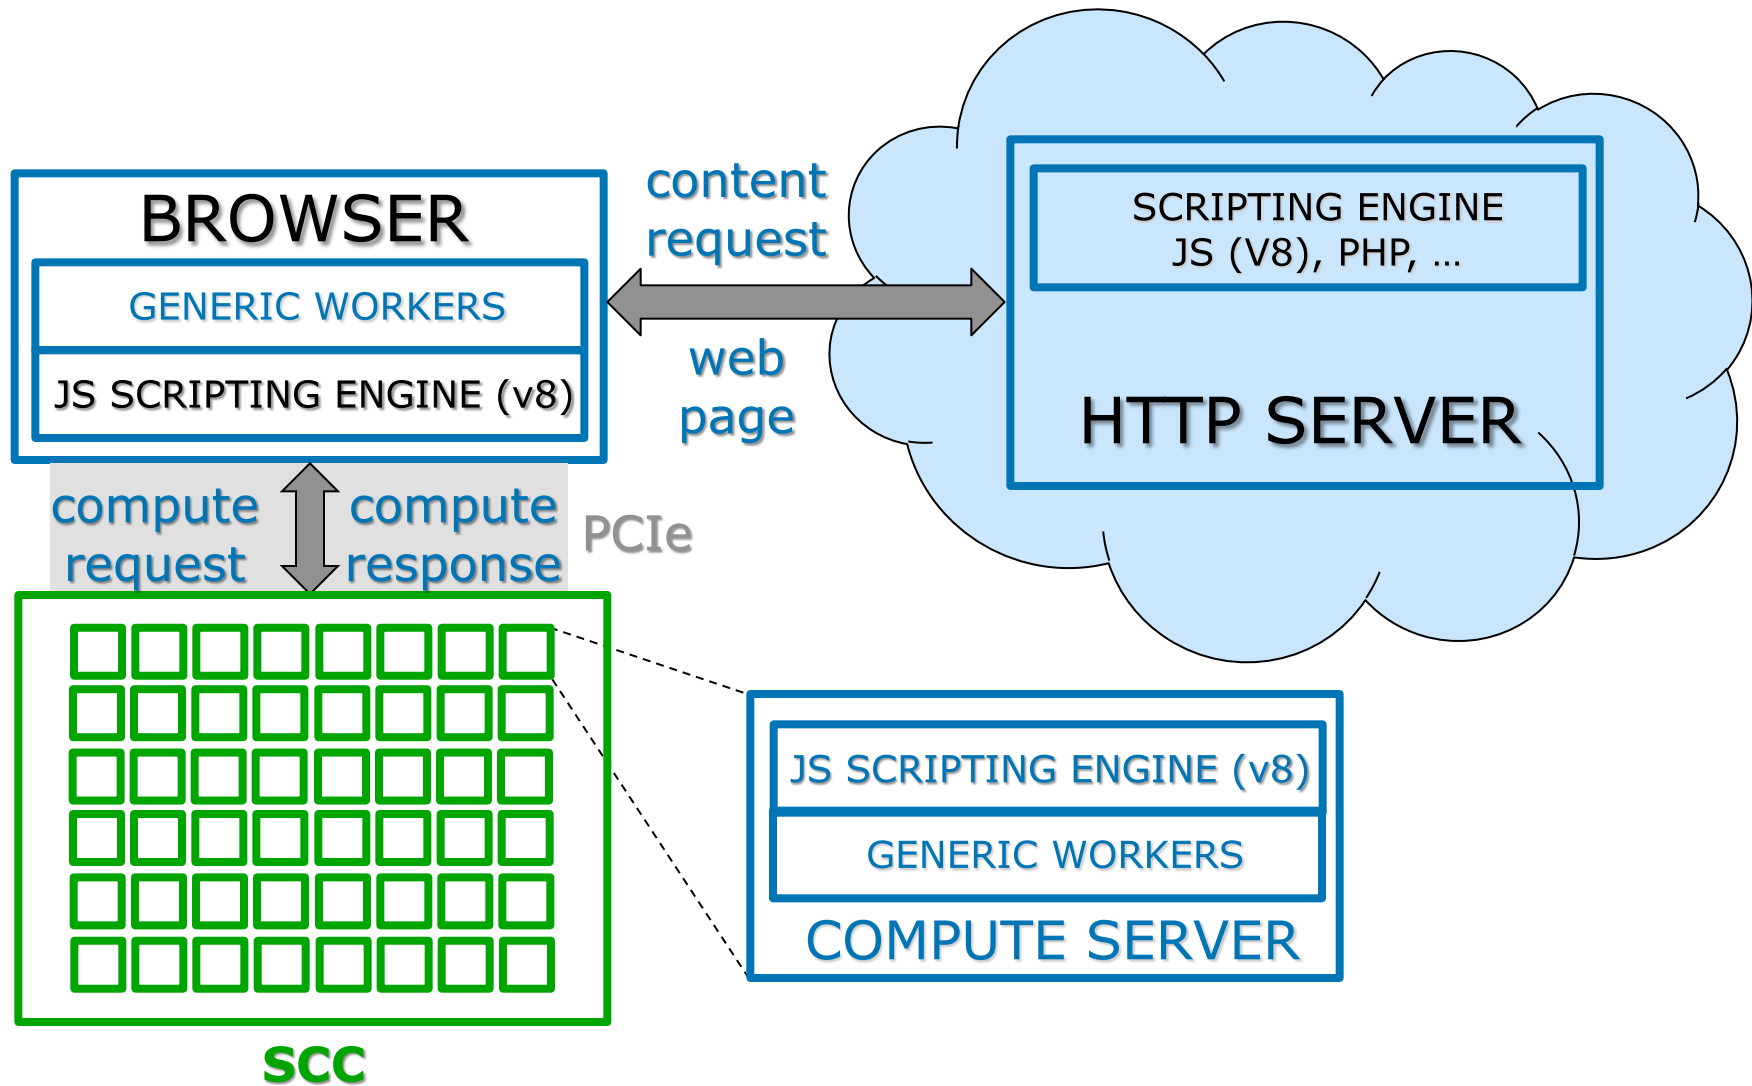 BROWSER
GENERIC WORKERS
JS SCRIPTING ENGINE (v8)
content
request
web
page
SCRIPTING ENGINE
JS (V8), PHP, ...
HTTP SERVER
compute
request
compute
response
PCIe
JS SCRIPTING ENGINE (v8)
GENERIC WORKERS
COMPUTE SERVER
SCC